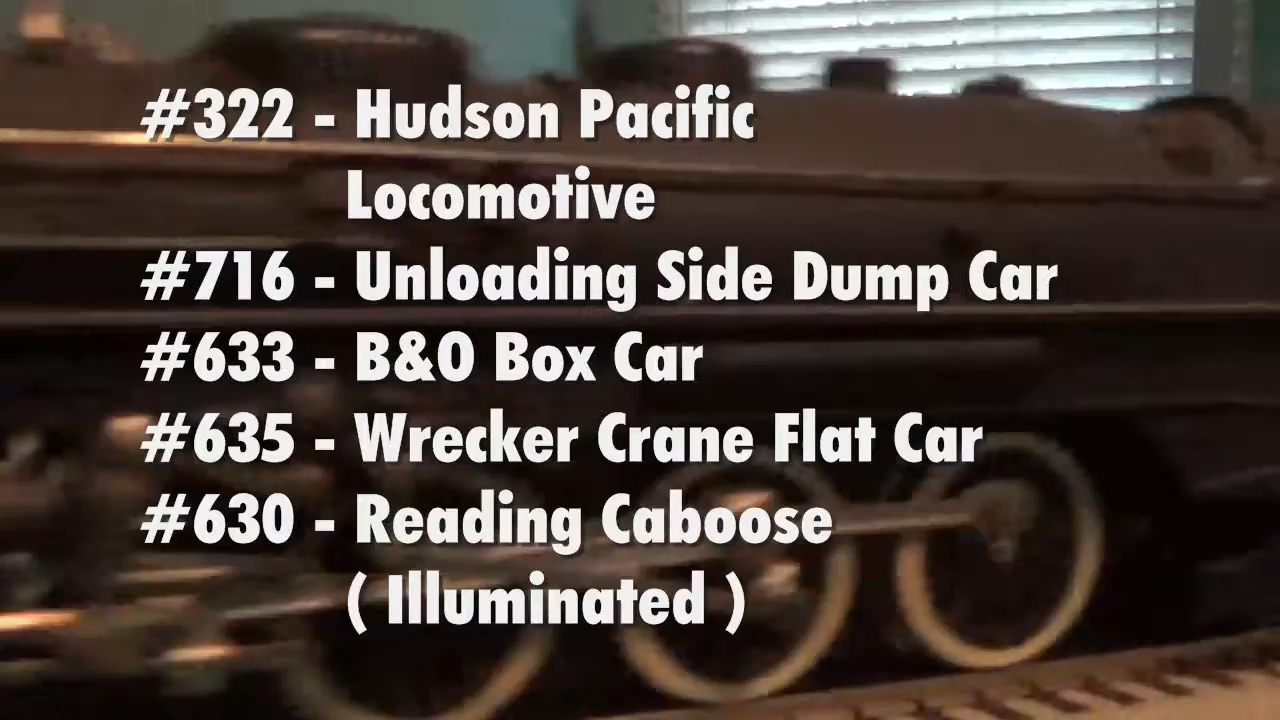 #322 - Hudson Pacific
Locomotive
#716 - Unloading Side Dump Car
#633 - B&O Box Car
#635 - Wrecker Crane Flat Car
#630 - Reading Caboose
( Illuminated )